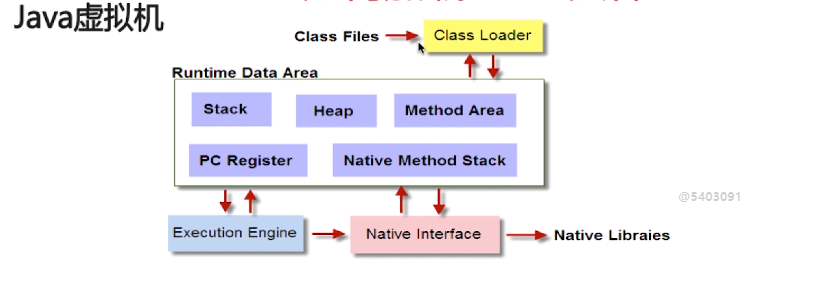 Java虚拟机
Class Files
Class Loader
Runtime Data Area
Stack
Heap
Method Area
PC Register
Native Method Stack
@5403091
Execution Engine
Native Interface
Native Libraies